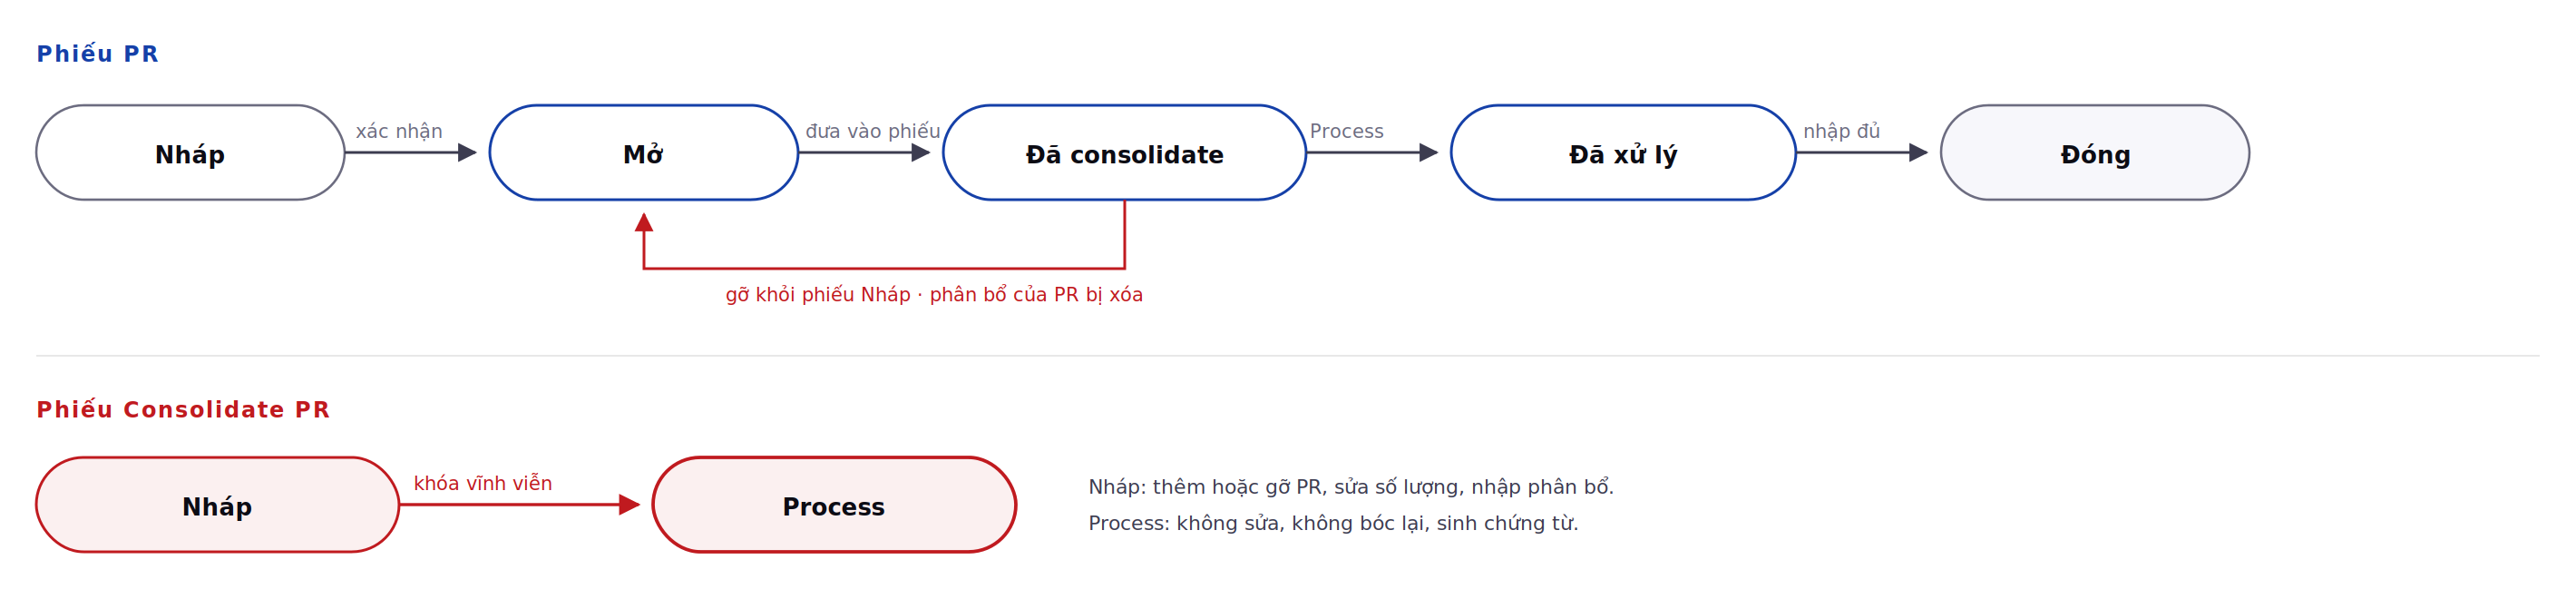 Phiếu PR
Nháp
xác nhận
Mở
đưa vào phiếu
Đã consolidate
Process
Đã xử lý
nhập đủ
Đóng
gỡ khỏi phiếu Nháp · phân bổ của PR bị xóa
Phiếu Consolidate PR
Nháp
khóa vĩnh viễn
Process
Nháp: thêm hoặc gỡ PR, sửa số lượng, nhập phân bổ.
Process: không sửa, không bóc lại, sinh chứng từ.